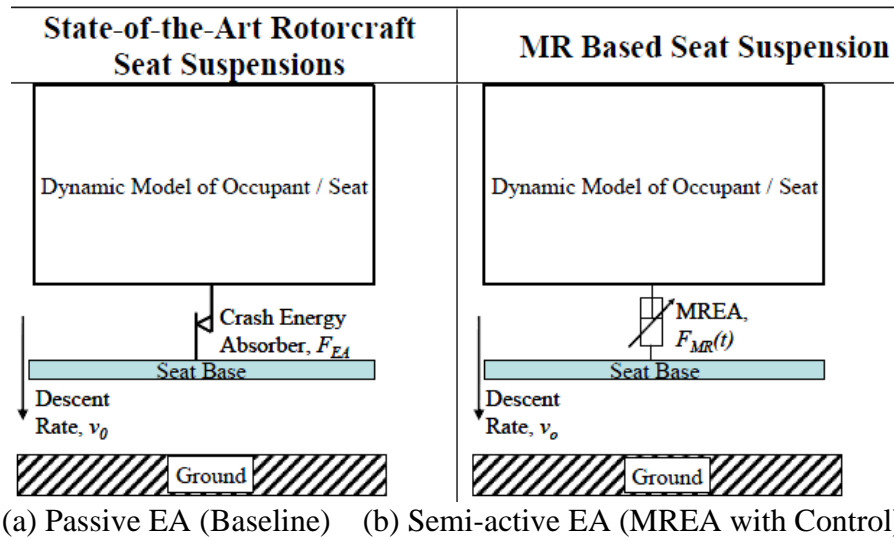 State-of-the-Art Rotorcraft
Seat Suspensions
MR Based Seat Suspension
Dynamic Model of Occupant / Seat
Crash Energy
Absorber, F_EA
Seat Base
Descent
Rate, v_0
Ground
Dynamic Model of Occupant / Seat
MREA,
F_MR(t)
Seat Base
Descent
Rate, v_o
Ground
(a) Passive EA (Baseline)
(b) Semi-active EA (MREA with Control)